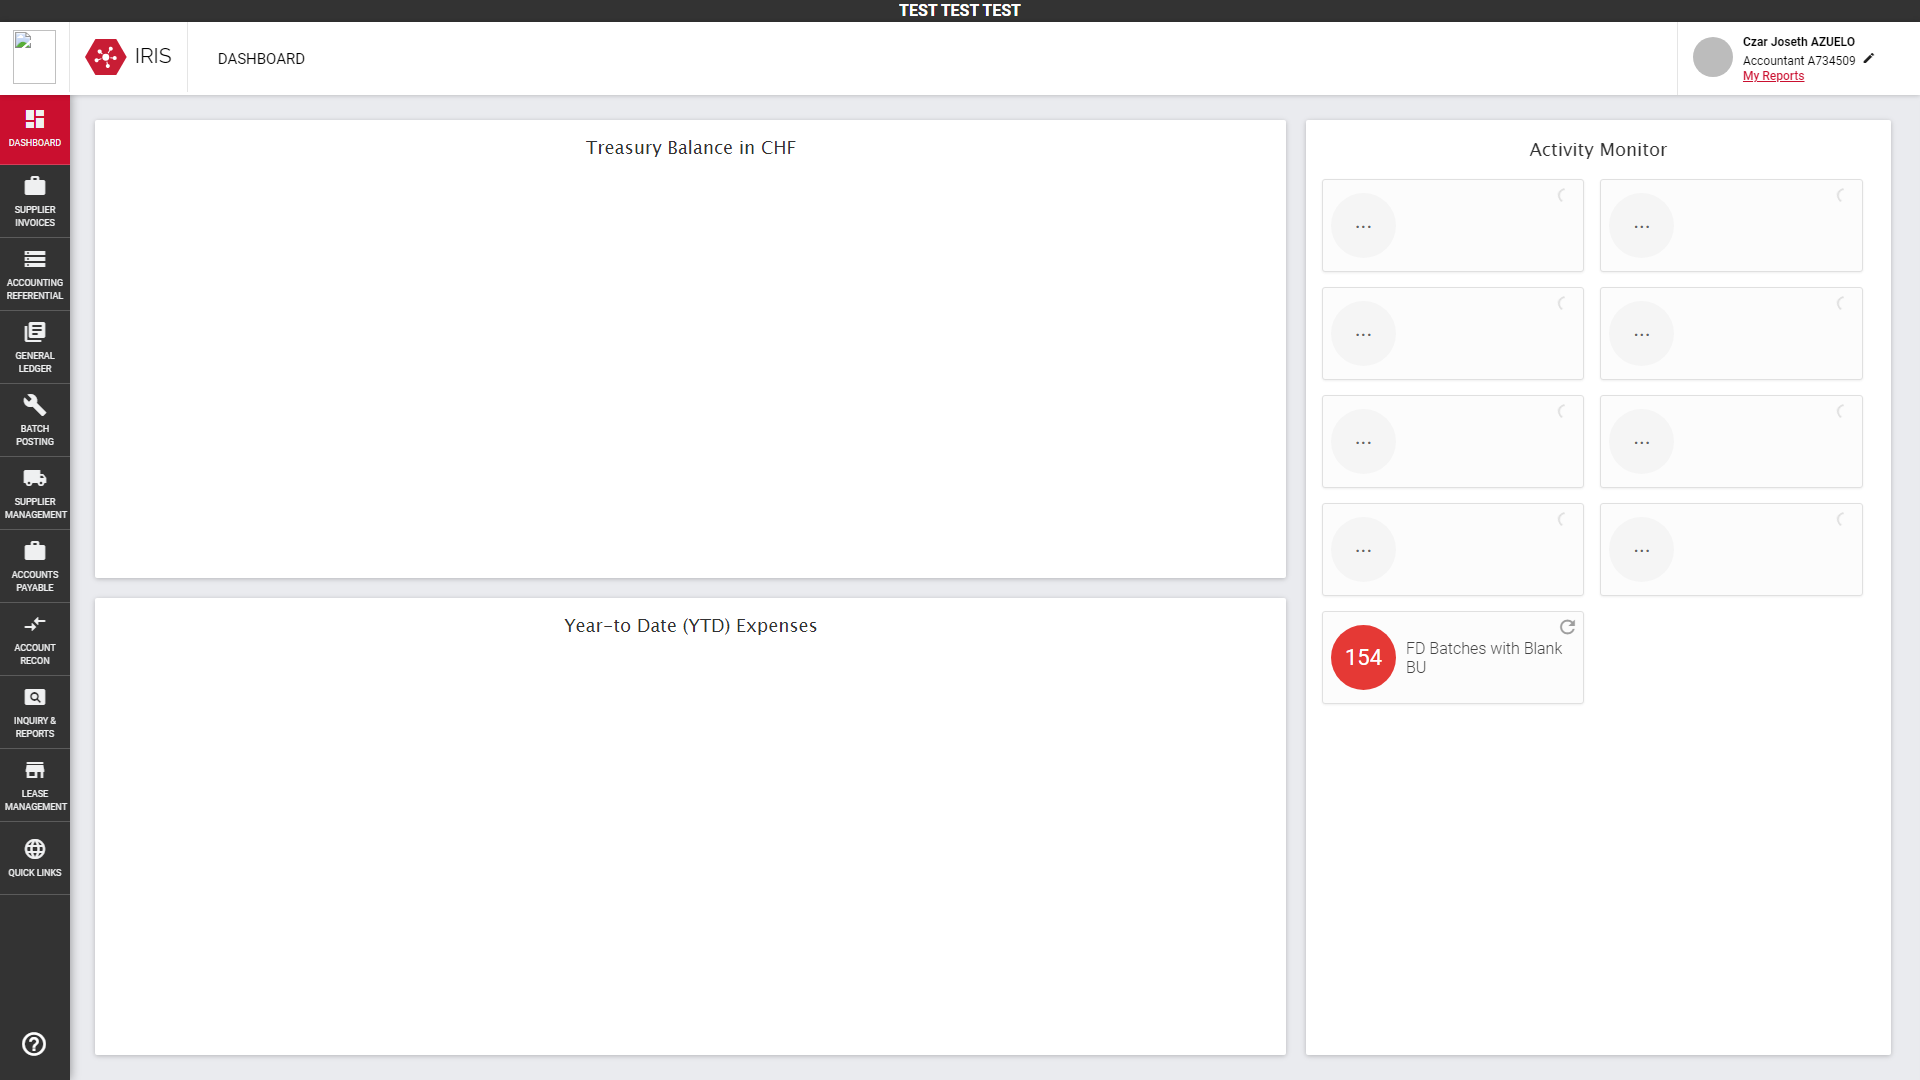 TEST TEST TEST
IRIS
DASHBOARD
Czar Joseth AZUELO
Accountant A734509
My Reports
DASHBOARD
SUPPLIER
INVOICES
ACCOUNTING
REFERENTIAL
GENERAL
LEDGER
BATCH
POSTING
SUPPLIER
MANAGEMENT
ACCOUNTS
PAYABLE
ACCOUNT
RECON
INQUIRY &
REPORTS
LEASE
MANAGEMENT
QUICK LINKS
Treasury Balance in CHF
Year-to Date (YTD) Expenses
Activity Monitor
... ...
... ...
... ...
... ...
154
FD Batches with Blank
BU